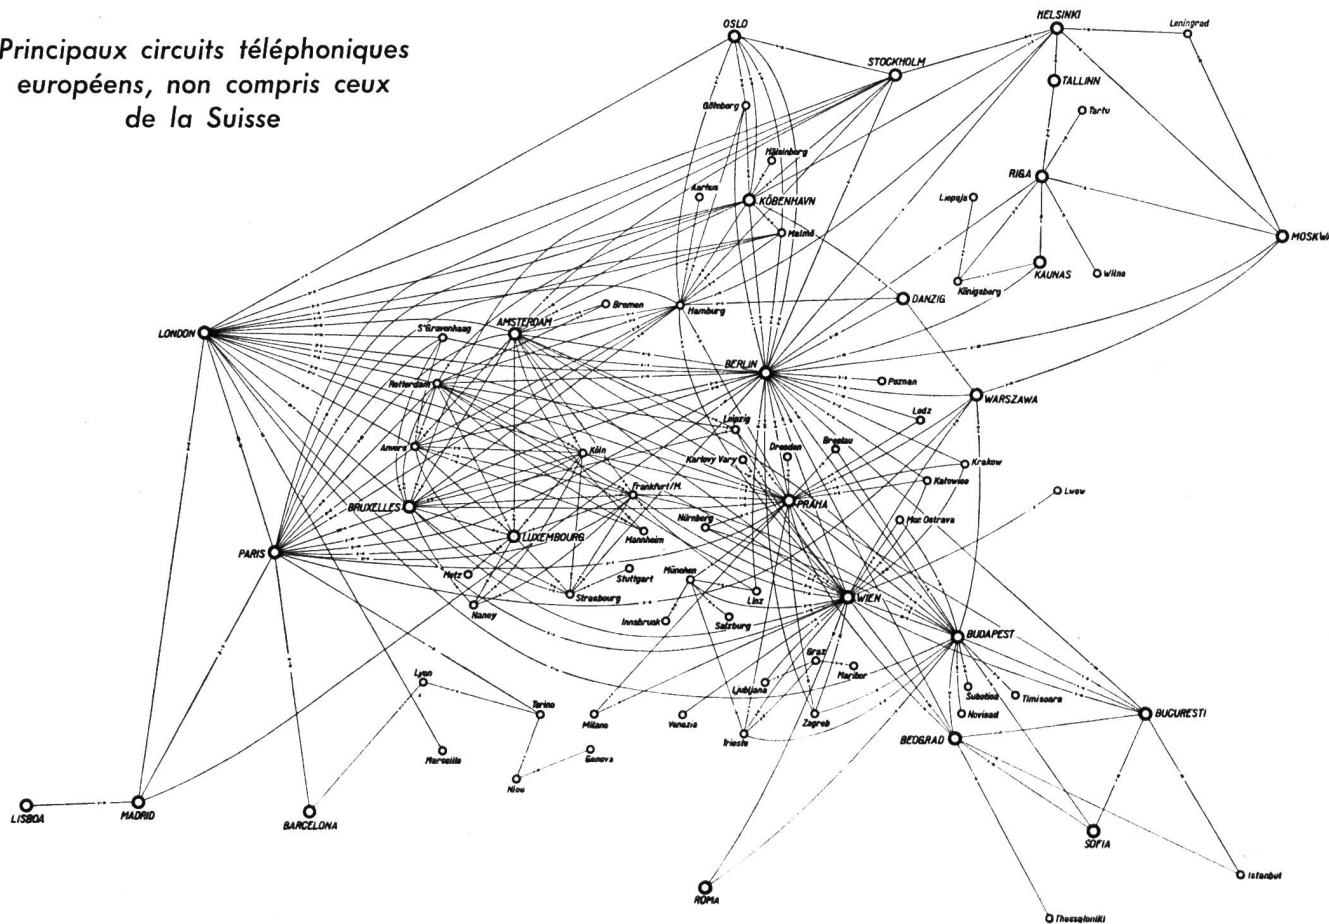 Principaux circuits téléphoniques
européens, non compris ceux
de la Suisse
OSLO
HELSINKI
Leningrad
STOCKHOLM
TALLINN
Göteborg
Tartu
Hälsinborg
RIGA
Aarhus
KÖBENHAVN
Liepaja
Malmö
MOSKWA
KAUNAS
Wilno
Königsberg
DANZIG
Bremen
Hamburg
LONDON
S'Gravenhaag
AMSTERDAM
BERLIN
Rotterdam
Poznan
WARSZAWA
Leipzig
Lodz
Anvers
Köln
Dresden
Breslau
Karlovy Vary
Krakow
Katowice
Frankfurt/M.
Lwow
BRUXELLES
PRAHA
Nürnberg
Mor. Ostrava
LUXEMBOURG
Mannheim
PARIS
Metz
Stuttgart
München
Strasbourg
Linz
WIEN
Nancy
Innsbruck
Salzburg
BUDAPEST
Graz
Maribor
Lyon
Ljubljana
Subotica
Timisoara
Torino
Milano
Venezia
Zagreb
Novisad
BUCURESTI
Trieste
BEOGRAD
Marseille
Genova
Nice
LISBOA
MADRID
BARCELONA
SOFIA
Istanbul
ROMA
Thessaloniki